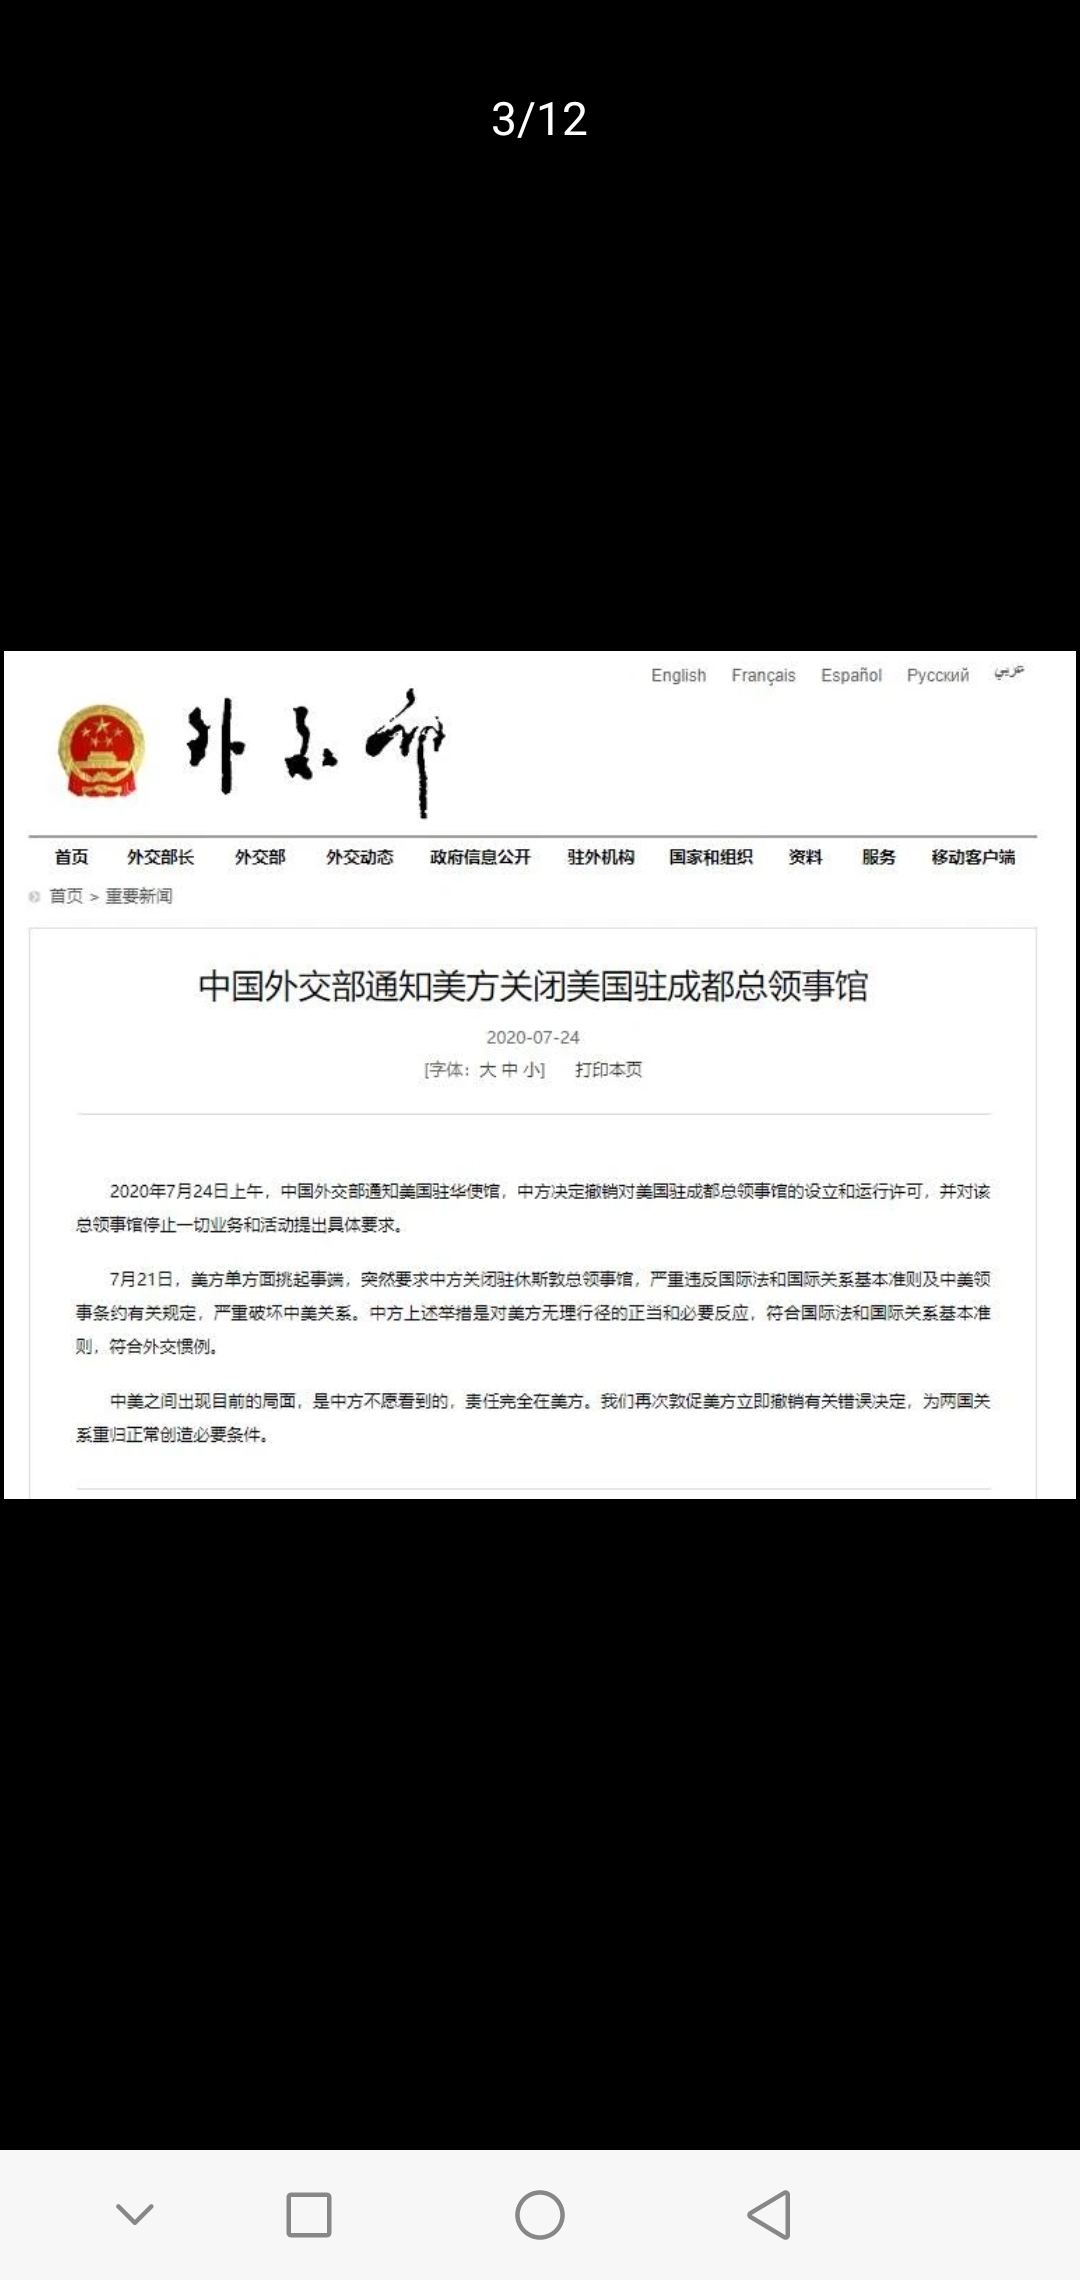 3/12
English Français Español Русский عربي
外交部
首页 外交部长 外交部 外交动态 政府信息公开 驻外机构 国家和组织 资料 服务 移动客户端
首页 > 重要新闻
中国外交部通知美方关闭美国驻成都总领事馆
2020-07-24
[字体：大 中 小] 打印本页
2020年7月24日上午，中国外交部通知美国驻华使馆，中方决定撤销对美国驻成都总领事馆的设立和运行许可，并对该
总领事馆停止一切业务和活动提出具体要求。
7月21日，美方单方面挑起事端，突然要求中方关闭驻休斯敦总领事馆，严重违反国际法和国际关系基本准则及中美领
事条约有关规定，严重破坏中美关系。中方上述举措是对美方无理行径的正当和必要反应，符合国际法和国际关系基本准
则，符合外交惯例。
中美之间出现目前的局面，是中方不愿看到的，责任完全在美方。我们再次敦促美方立即撤销有关错误决定，为两国关
系重归正常创造必要条件。